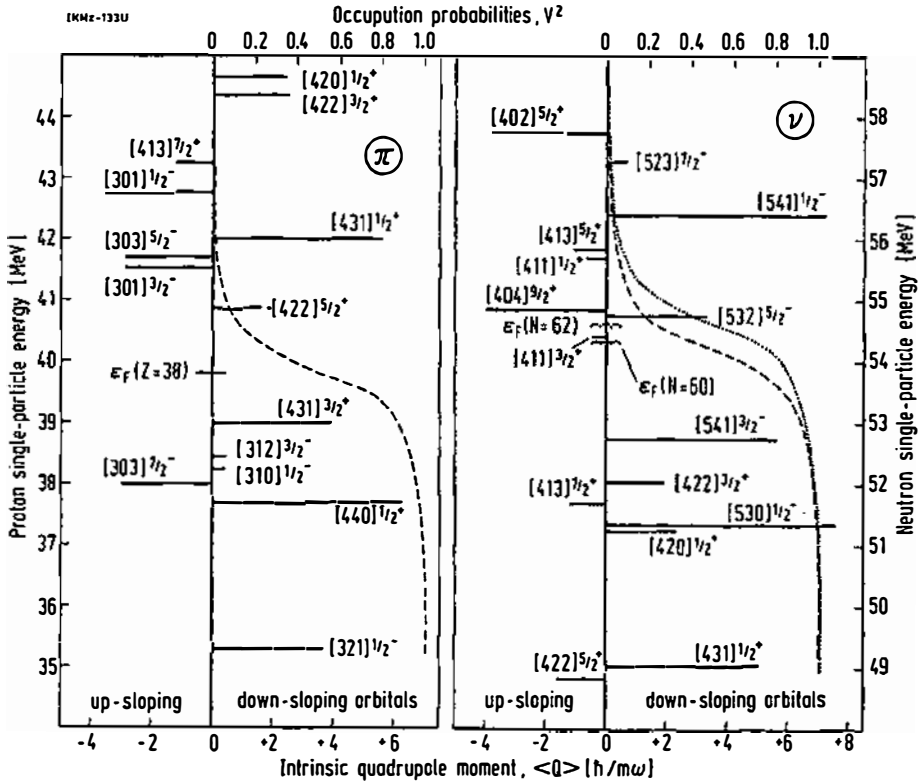 [KMz-133U
Occupution probabilities, V²
0 0.2 0.4 0.6 0.8 1.0
0 0.2 0.4 0.6 0.8 1.0
Proton single-particle energy [MeV]
44
43
42
41
40
39
38
37
36
35
π
[420]1/2+
[422]3/2+
[413]7/2+
[301]1/2-
[431]1/2+
[303]5/2-
[301]3/2-
[422]5/2+
εF(Z=38)
[431]3/2+
[312]3/2-
[310]1/2-
[303]7/2-
[440]1/2+
[321]1/2-
up-sloping
down-sloping orbitals
-4 -2 0 +2 +4 +6
ν
[402]5/2+
[523]7/2-
[541]1/2-
[413]5/2+
[411]1/2+
[404]9/2+
[532]5/2-
εF(N=62)
[411]3/2+
εF(N=60)
[541]3/2-
[422]3/2+
[413]7/2+
[530]1/2-
[420]1/2+
[431]1/2+
[422]5/2+
up-sloping
down-sloping orbitals
-4 -2 0 +2 +4 +6 +8
58
57
56
55
54
53
52
51
50
49
Neutron single-particle energy [MeV]
Intrinsic quadrupole moment, <Q> [ħ/mω]